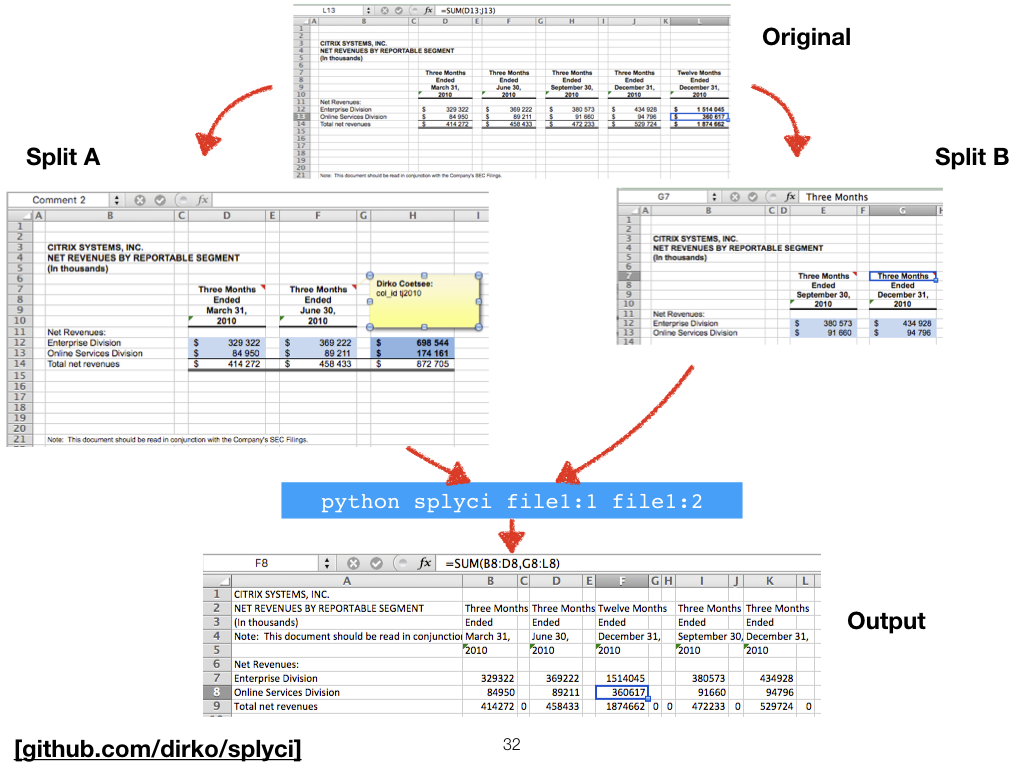 Original
L13 fx =SUM(D13:J13)
A B C D E F G H I J K L
1
2
3 CITRIX SYSTEMS, INC.
4 NET REVENUES BY REPORTABLE SEGMENT
5 (In thousands)
6
7 Three Months Three Months Three Months Three Months Twelve Months
8 Ended Ended Ended Ended Ended
9 March 31, June 30, September 30, December 31, December 31,
10 2010 2010 2010 2010 2010
11 Net Revenues:
12 Enterprise Division $ 329 322 $ 369 222 $ 380 573 $ 434 928 $ 1 514 045
13 Online Services Division $ 84 950 $ 89 211 $ 91 660 $ 94 796 $ 360 617
14 Total net revenues $ 414 272 $ 458 433 $ 472 233 $ 529 724 $ 1 874 662
15
16
17
18
19
20
21 Note: This document should be read in conjunction with the Company's SEC Filings.
Split A
Comment 2 fx
A B C D E F G H I
1
2
3 CITRIX SYSTEMS, INC.
4 NET REVENUES BY REPORTABLE SEGMENT
5 (In thousands)
6
Dirko Coetsee:
col_id tj2010
7 Three Months Three Months
8 Ended Ended
9 March 31, June 30,
10 2010 2010
11 Net Revenues:
12 Enterprise Division $ 329 322 $ 369 222 $ 698 544
13 Online Services Division $ 84 950 $ 89 211 $ 174 161
14 Total net revenues $ 414 272 $ 458 433 $ 872 705
15
16
17
18
19
20
21 Note: This document should be read in conjunction with the Company's SEC Filings.
Split B
G7 fx Three Months
A B C D E F G H
1
2
3 CITRIX SYSTEMS, INC.
4 NET REVENUES BY REPORTABLE SEGMENT
5 (In thousands)
6
7 Three Months Three Months
8 Ended Ended
9 September 30, December 31,
10 2010 2010
11 Net Revenues:
12 Enterprise Division $ 380 573 $ 434 928
13 Online Services Division $ 91 660 $ 94 796
14
python splyci file1:1 file1:2
Output
F8 fx =SUM(B8:D8,G8:L8)
A B C D E F G H I J K L
1 CITRIX SYSTEMS, INC.
2 NET REVENUES BY REPORTABLE SEGMENT Three Months Three Months Twelve Months Three Months Three Months
3 (In thousands) Ended Ended Ended Ended Ended
4 Note: This document should be read in conjunctio March 31, June 30, December 31, September 30, December 31,
5 2010 2010 2010 2010 2010
6 Net Revenues:
7 Enterprise Division 329322 369222 1514045 380573 434928
8 Online Services Division 84950 89211 360617 91660 94796
9 Total net revenues 414272 0 458433 1874662 0 0 472233 0 529724 0
[github.com/dirko/splyci]
32